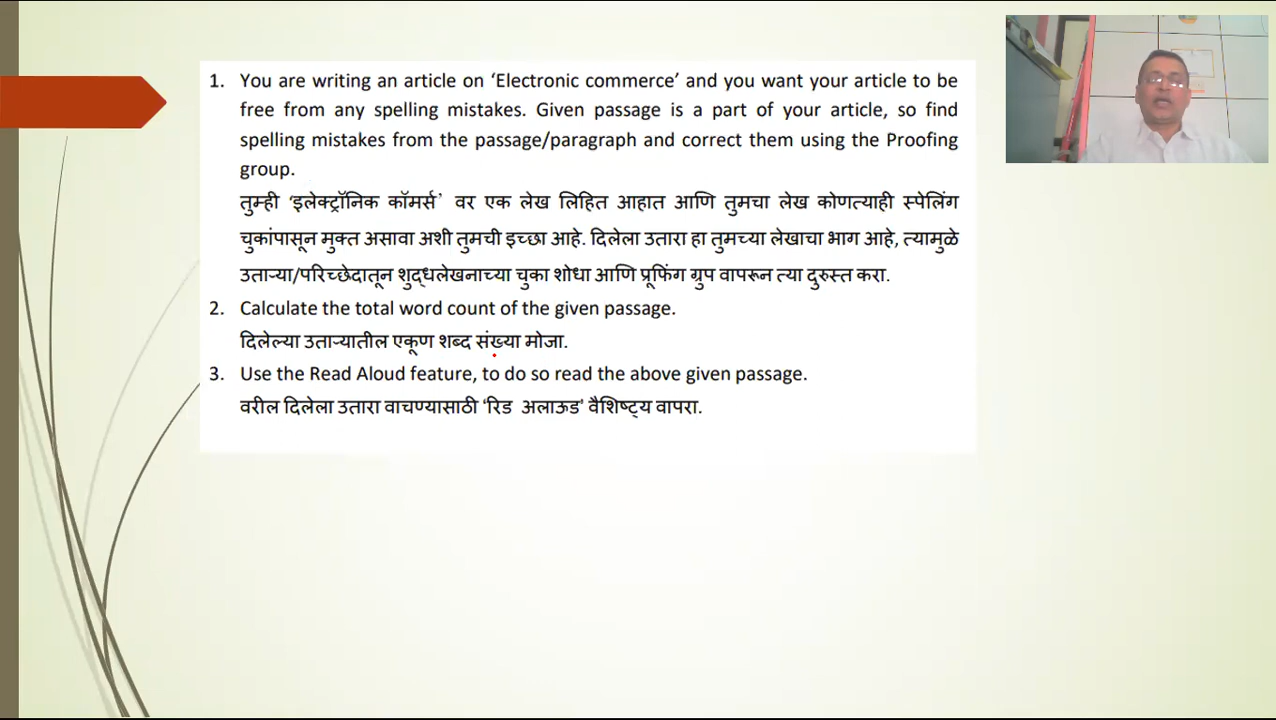 1. You are writing an article on ‘Electronic commerce’ and you want your article to be
free from any spelling mistakes. Given passage is a part of your article, so find
spelling mistakes from the passage/paragraph and correct them using the Proofing
group.
तुम्ही ‘इलेक्ट्रॉनिक कॉमर्स’ वर एक लेख लिहित आहात आणि तुमचा लेख कोणत्याही स्पेलिंग
चुकांपासून मुक्त असावा अशी तुमची इच्छा आहे. दिलेला उतारा हा तुमच्या लेखाचा भाग आहे, त्यामुळे
उताऱ्या/परिच्छेदातून शुद्धलेखनाच्या चुका शोधा आणि प्रूफिंग ग्रुप वापरून त्या दुरुस्त करा.
2. Calculate the total word count of the given passage.
दिलेल्या उताऱ्यातील एकूण शब्द संख्या मोजा.
3. Use the Read Aloud feature, to do so read the above given passage.
वरील दिलेला उतारा वाचण्यासाठी ‘रिड अलाऊड’ वैशिष्ट्य वापरा.